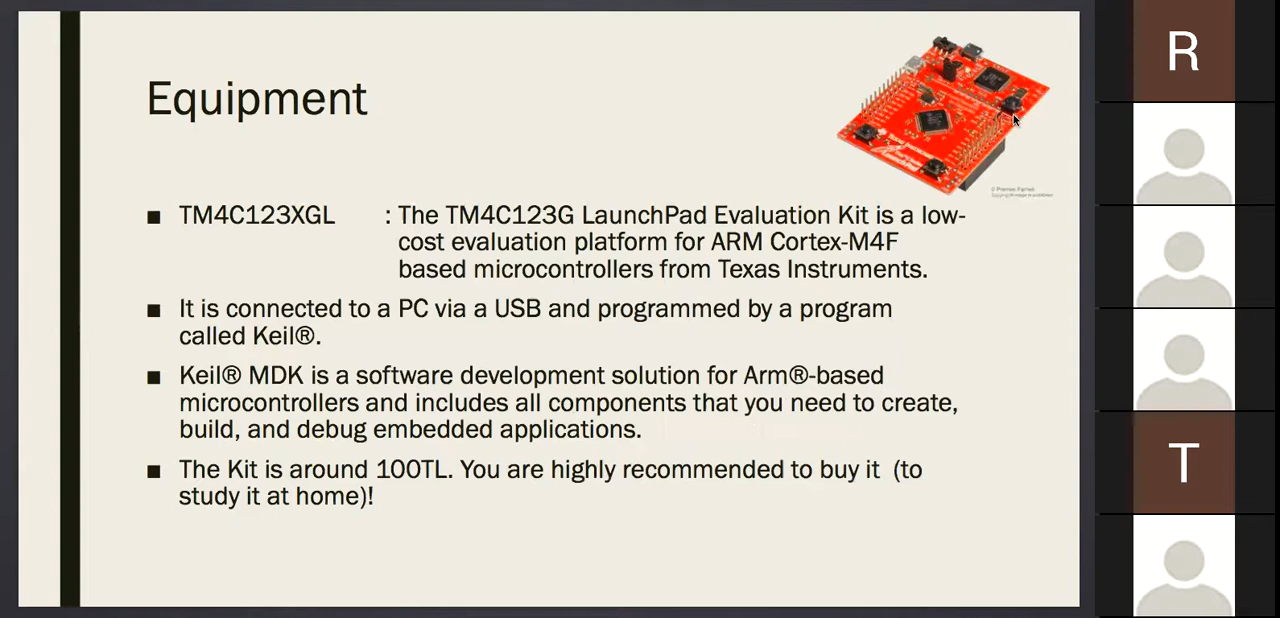 Equipment
■ TM4C123XGL : The TM4C123G LaunchPad Evaluation Kit is a low-
cost evaluation platform for ARM Cortex-M4F
based microcontrollers from Texas Instruments.
■ It is connected to a PC via a USB and programmed by a program
called Keil®.
■ Keil® MDK is a software development solution for Arm®-based
microcontrollers and includes all components that you need to create,
build, and debug embedded applications.
■ The Kit is around 100TL. You are highly recommended to buy it (to
study it at home)!
R
T